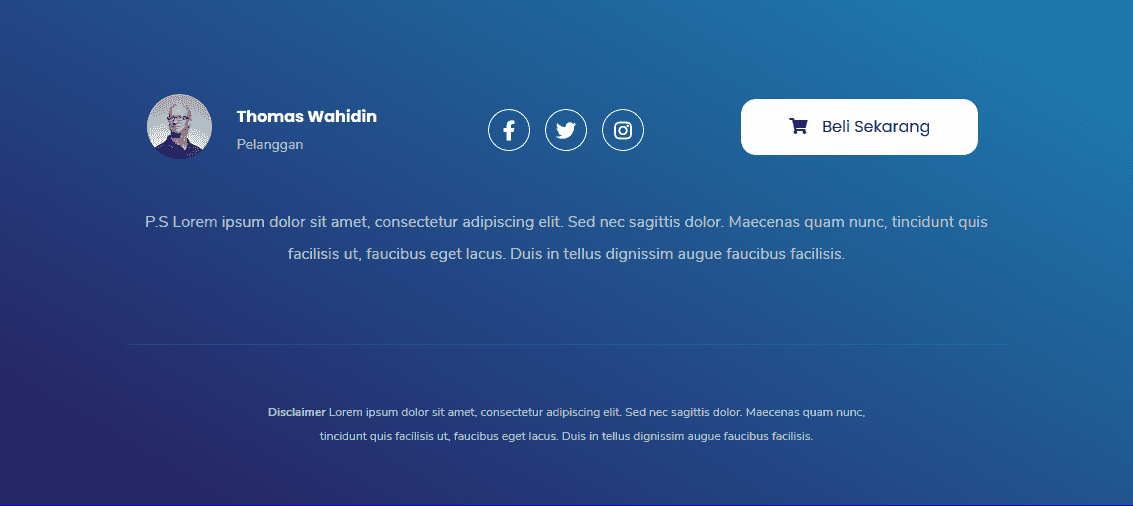 Thomas Wahidin
Pelanggan
Beli Sekarang
P.S Lorem ipsum dolor sit amet, consectetur adipiscing elit. Sed nec sagittis dolor. Maecenas quam nunc, tincidunt quis
facilisis ut, faucibus eget lacus. Duis in tellus dignissim augue faucibus facilisis.
Disclaimer Lorem ipsum dolor sit amet, consectetur adipiscing elit. Sed nec sagittis dolor. Maecenas quam nunc,
tincidunt quis facilisis ut, faucibus eget lacus. Duis in tellus dignissim augue faucibus facilisis.